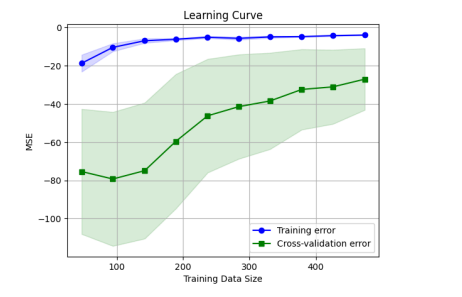 Learning Curve
0
−20
−40
−60
−80
−100
MSE
100
200
300
400
Training Data Size
Training error
Cross-validation error